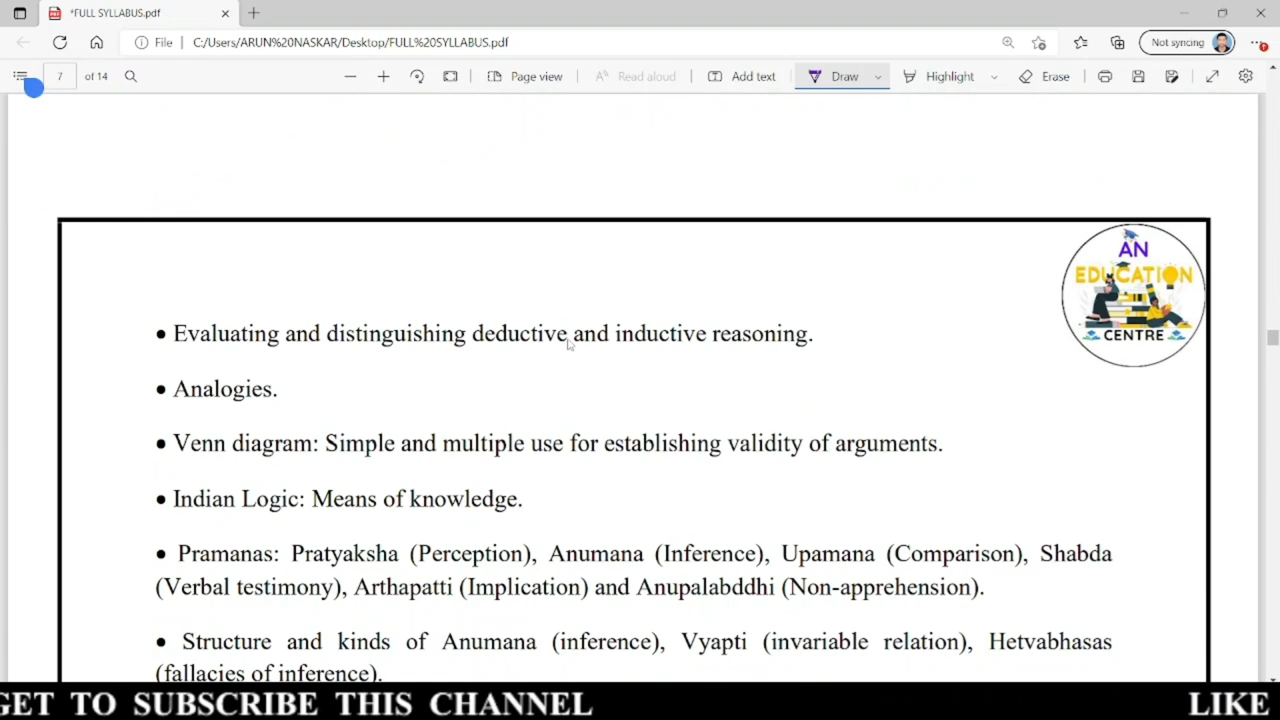 *FULL SYLLABUS.pdf
File | C:/Users/ARUN%20NASKAR/Desktop/FULL%20SYLLABUS.pdf
Not syncing
7 of 14
Page view
Read aloud
Add text
Draw
Highlight
Erase
AN
EDUCATION
CENTRE
• Evaluating and distinguishing deductive and inductive reasoning.
• Analogies.
• Venn diagram: Simple and multiple use for establishing validity of arguments.
• Indian Logic: Means of knowledge.
• Pramanas: Pratyaksha (Perception), Anumana (Inference), Upamana (Comparison), Shabda
(Verbal testimony), Arthapatti (Implication) and Anupalabddhi (Non-apprehension).
• Structure and kinds of Anumana (inference), Vyapti (invariable relation), Hetvabhasas
(fallacies of inference).
GET TO SUBSCRIBE THIS CHANNEL LIKE